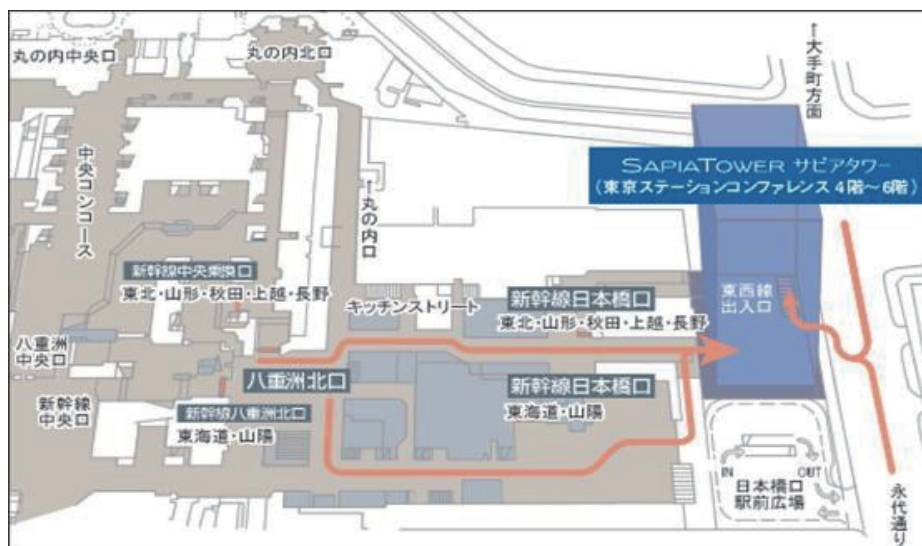 丸の内中央口
丸の内北口
↑大手町方面
SAPIATOWER サピアタワー
(東京ステーションコンファレンス 4階〜6階)
中央コンコース
↑丸の内口
新幹線中央乗換口
東北・山形・秋田・上越・長野
キッチンストリート
新幹線日本橋口
東北・山形・秋田・上越・長野
東西線
出入口
八重洲
中央口
八重洲北口
新幹線日本橋口
東海道・山陽
新幹線
中央口
新幹線八重洲北口
東海道・山陽
IN
OUT
日本橋口
駅前広場
永代通り